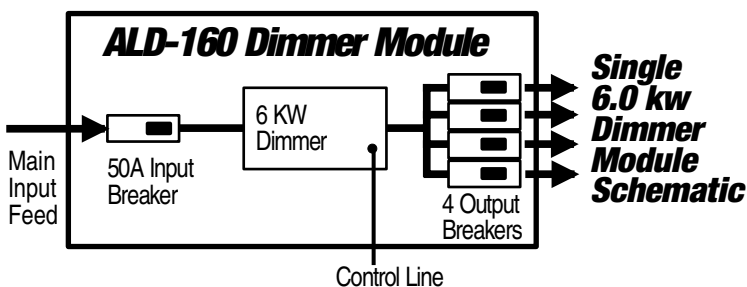 ALD-160 Dimmer Module
Main
Input
Feed
50A Input
Breaker
6 KW
Dimmer
4 Output
Breakers
Control Line
Single
6.0 kw
Dimmer
Module
Schematic